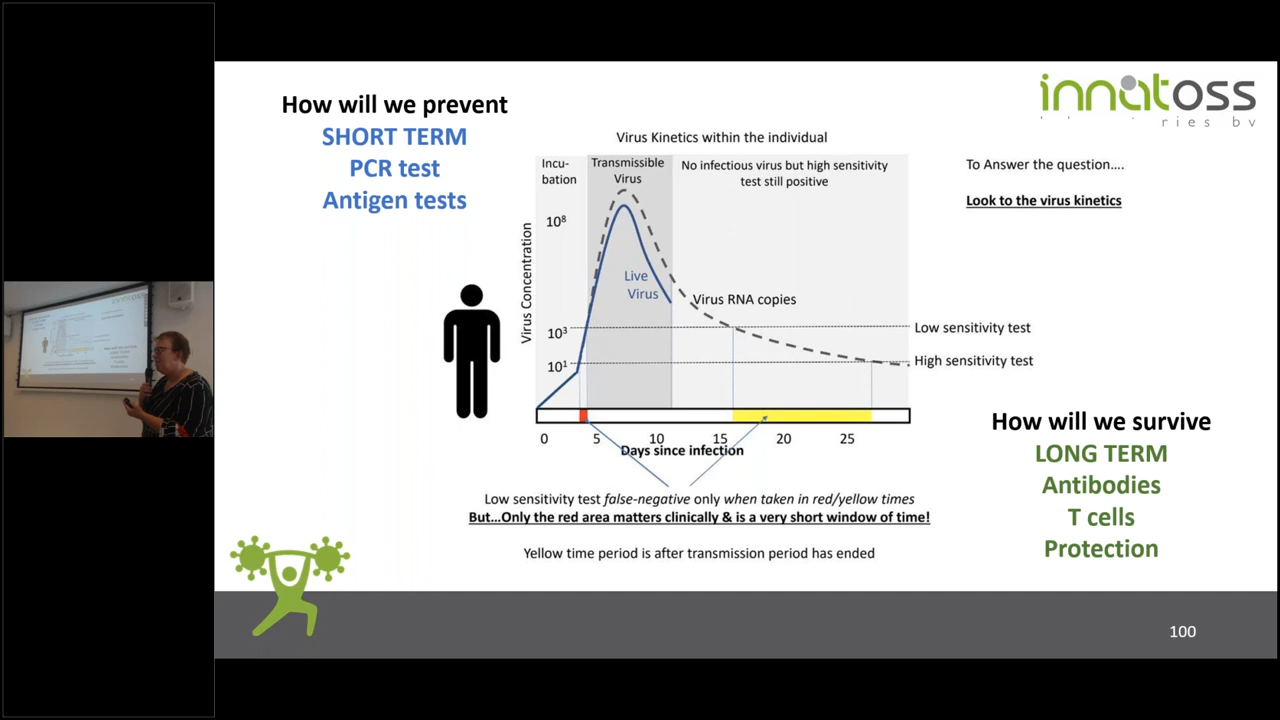 How will we prevent
SHORT TERM
PCR test
Antigen tests
innatoss
ries bv
Virus Kinetics within the individual
Incu-
bation
Transmissible
Virus
No infectious virus but high sensitivity
test still positive
To Answer the question....
Look to the virus kinetics
Virus Concentration
10⁸
10³
10¹
Live
Virus
Virus RNA copies
Low sensitivity test
High sensitivity test
0 5 10 15 20 25
Days since infection
Low sensitivity test false-negative only when taken in red/yellow times
But...Only the red area matters clinically & is a very short window of time!
Yellow time period is after transmission period has ended
How will we survive
LONG TERM
Antibodies
T cells
Protection
100